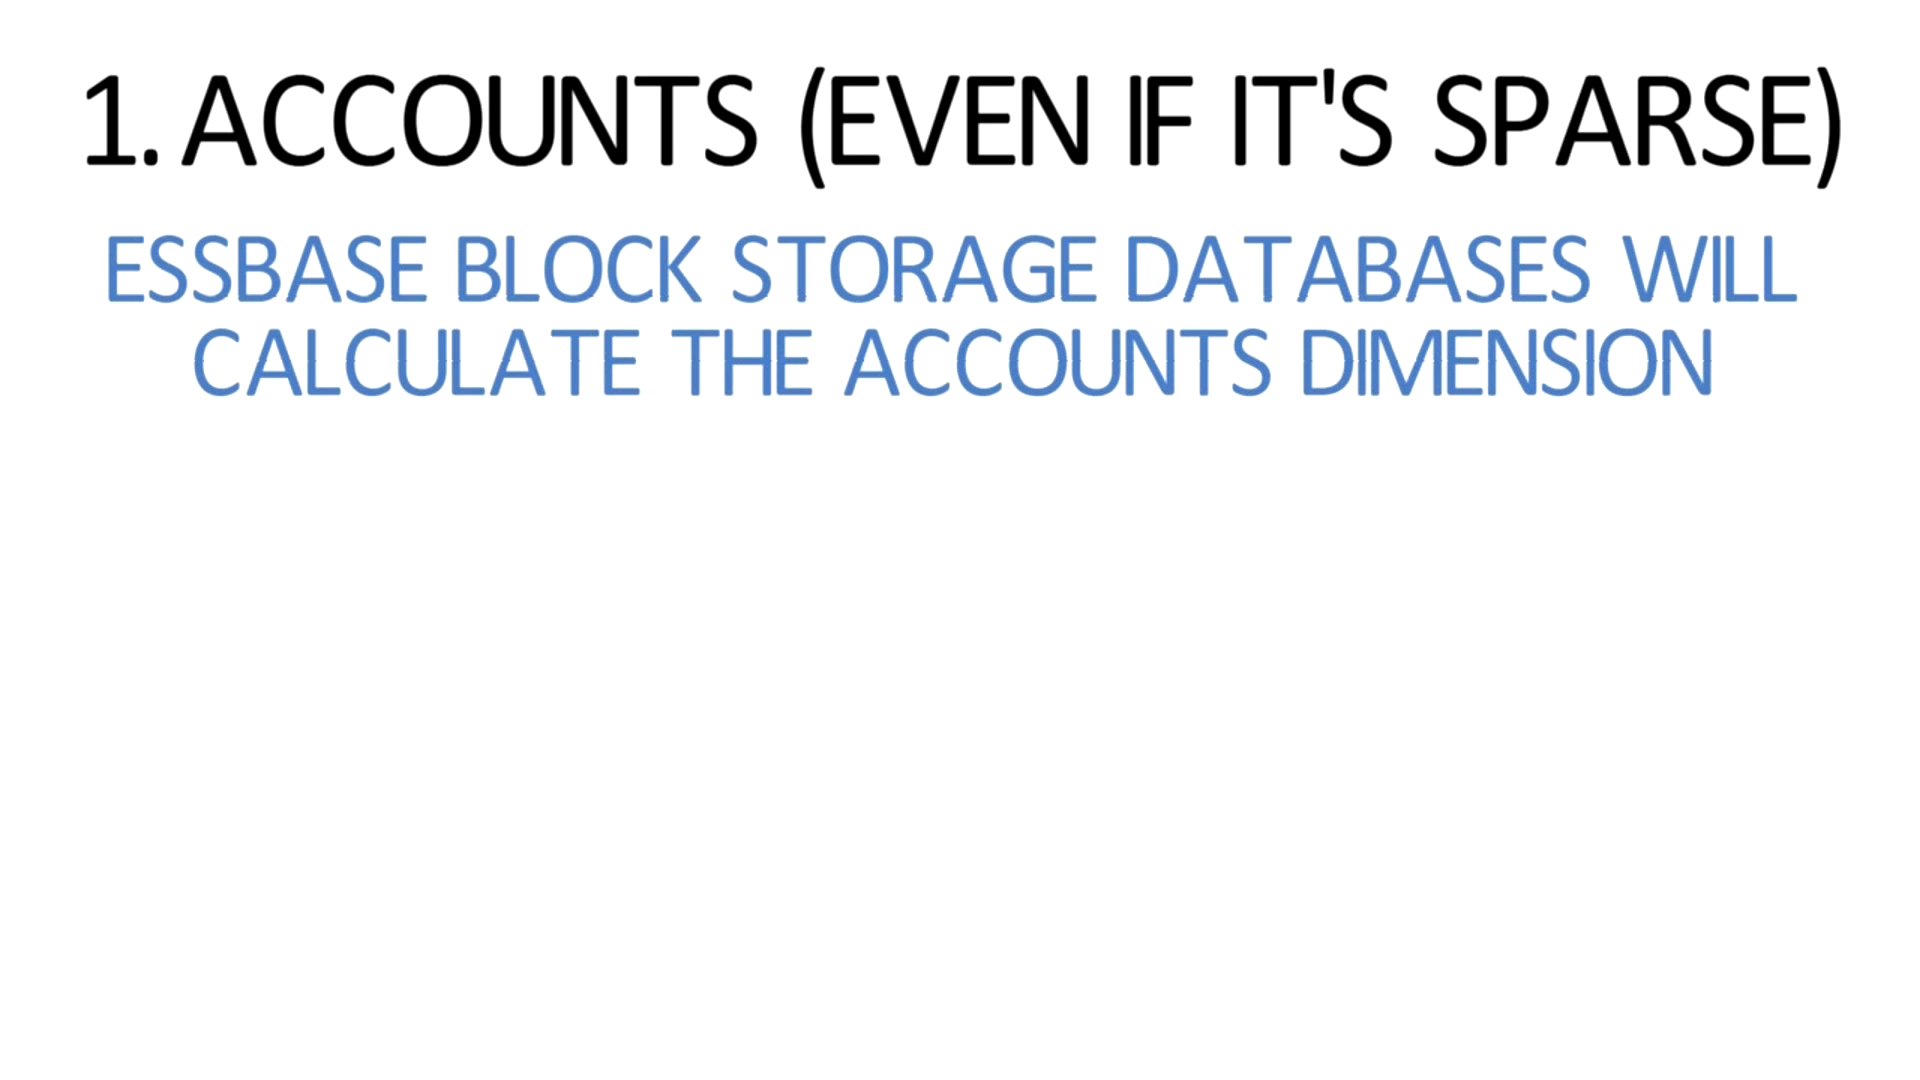 1. ACCOUNTS (EVEN IF IT'S SPARSE)
ESSBASE BLOCK STORAGE DATABASES WILL
CALCULATE THE ACCOUNTS DIMENSION